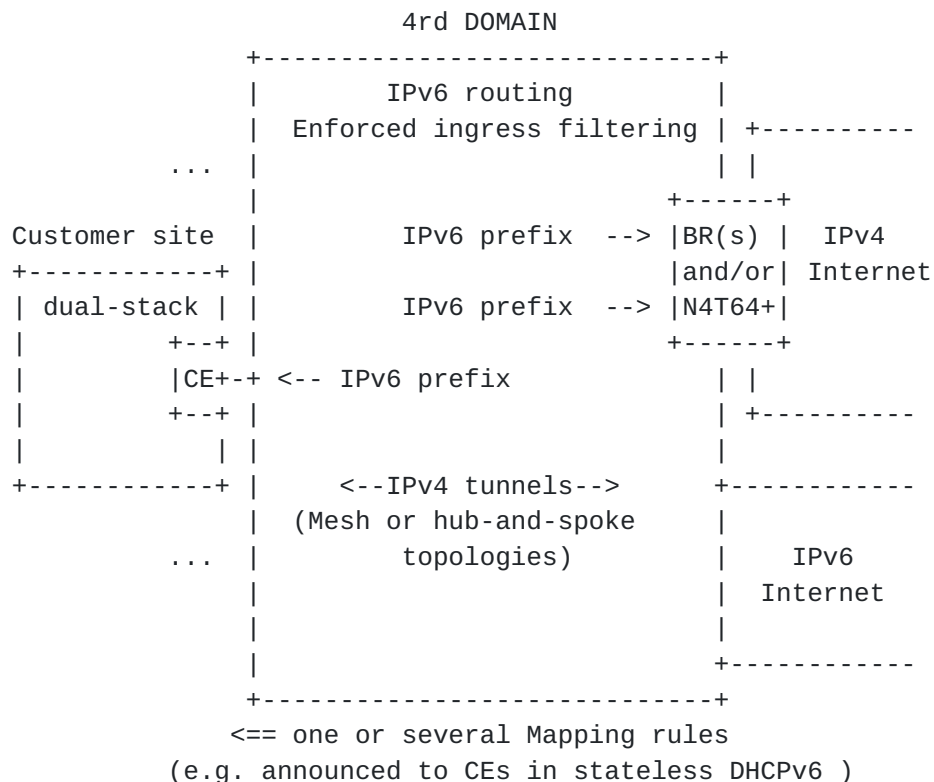 4rd DOMAIN
+-----------------------------+
|        IPv6 routing         |
|  Enforced ingress filtering | +----------
...  |                             | |
|                          +------+
Customer site  |         IPv6 prefix  --> |BR(s) |  IPv4
+------------+ |                          |and/or| Internet
| dual-stack | |         IPv6 prefix  --> |N4T64+|
|         +--+ |                          +------+
|         |CE+-+ <-- IPv6 prefix             | |
|         +--+ |                             | +----------
|            | |                             |
+------------+ |     <--IPv4 tunnels-->      +------------
|  (Mesh or hub-and-spoke     |
...  |         topologies)         |    IPv6
|                             |  Internet
|                             |
|                             +------------
+-----------------------------+
<== one or several Mapping rules
(e.g. announced to CEs in stateless DHCPv6 )